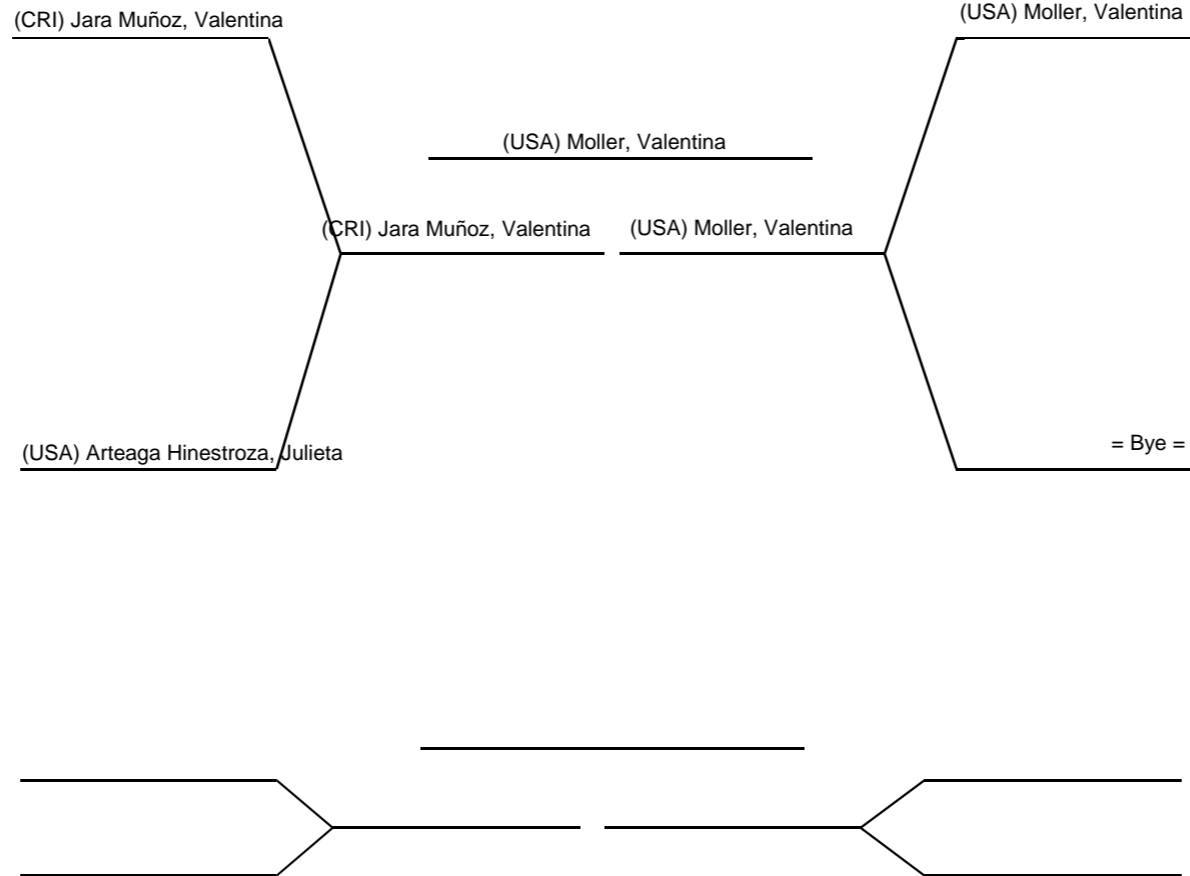 (CRI) Jara Muñoz, Valentina
(USA) Moller, Valentina
(USA) Moller, Valentina
(CRI) Jara Muñoz, Valentina
(USA) Moller, Valentina
(USA) Arteaga Hinestroza, Julieta
= Bye =